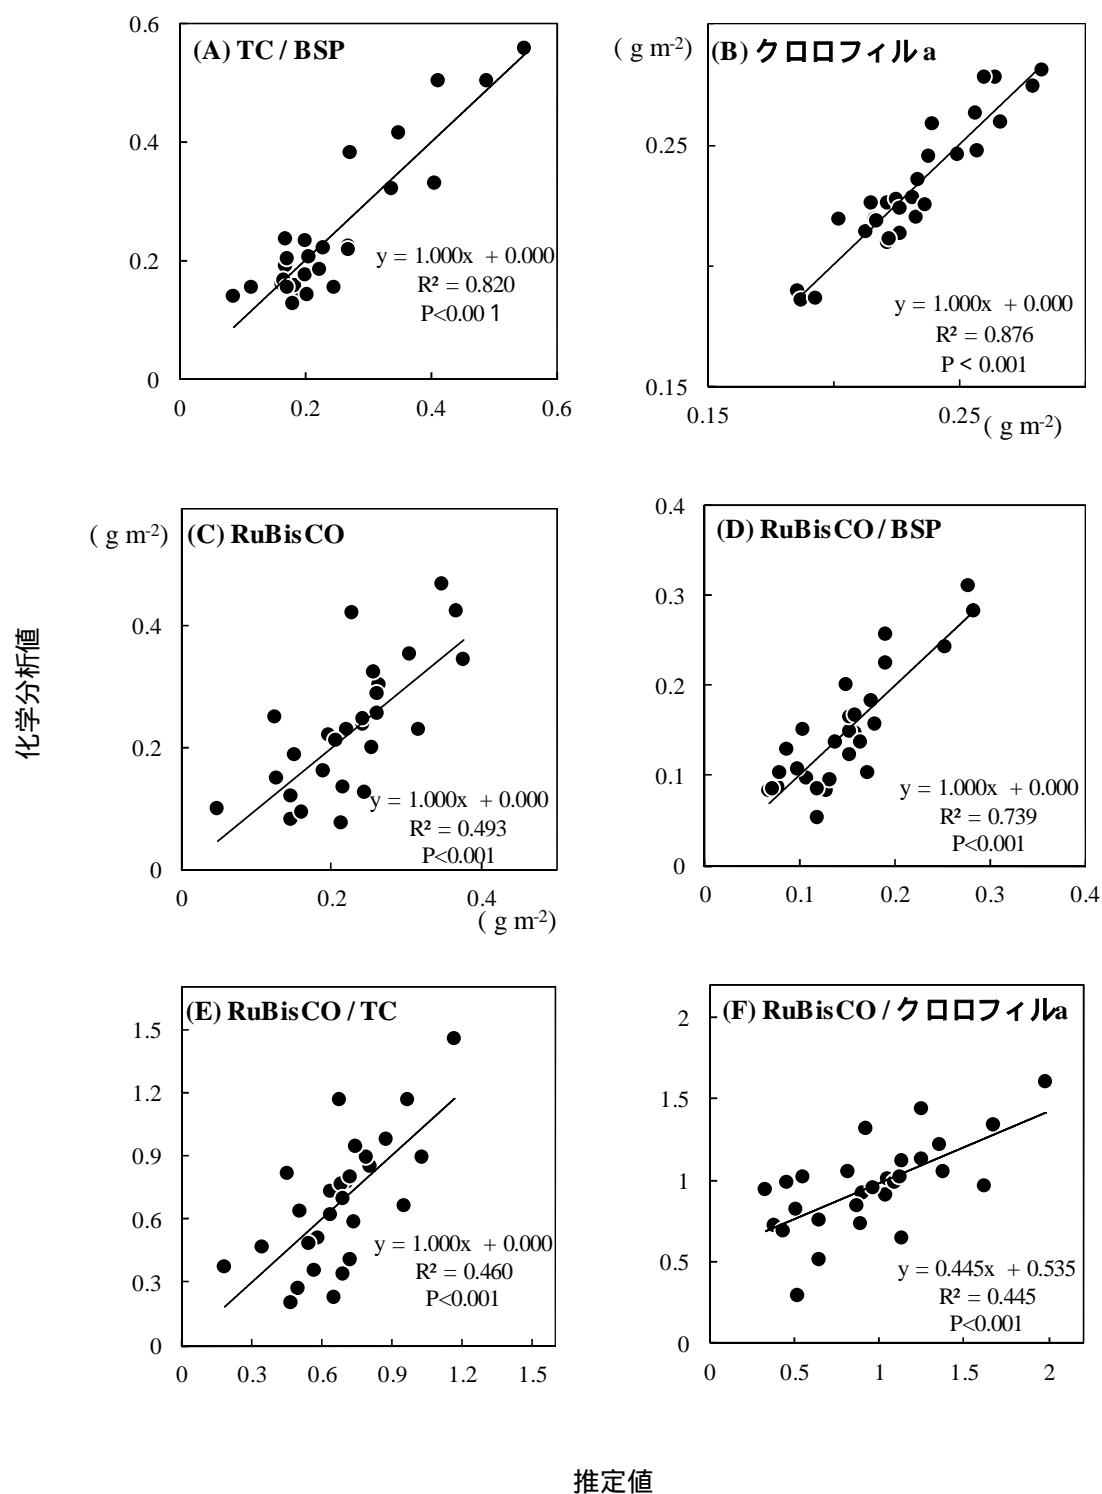 (A) TC / BSP
0.6
0.4
0.2
0
0
0.2
0.4
0.6
y = 1.000x + 0.000
R² = 0.820
P<0.001
( g m-2)
(B) クロロフィル a
0.25
0.15
0.15
0.25
( g m-2)
y = 1.000x + 0.000
R² = 0.876
P < 0.001
( g m-2)
(C) RuBisCO
0.4
0.2
0
0
0.2
0.4
( g m-2)
y = 1.000x + 0.000
R² = 0.493
P<0.001
(D) RuBisCO / BSP
0.4
0.3
0.2
0.1
0
0
0.1
0.2
0.3
0.4
y = 1.000x + 0.000
R² = 0.739
P<0.001
化学分析値
(E) RuBisCO / TC
1.5
1.2
0.9
0.6
0.3
0
0
0.3
0.6
0.9
1.2
1.5
y = 1.000x + 0.000
R² = 0.460
P<0.001
(F) RuBisCO / クロロフィルa
2
1.5
1
0.5
0
0
0.5
1
1.5
2
y = 0.445x + 0.535
R² = 0.445
P<0.001
推定値